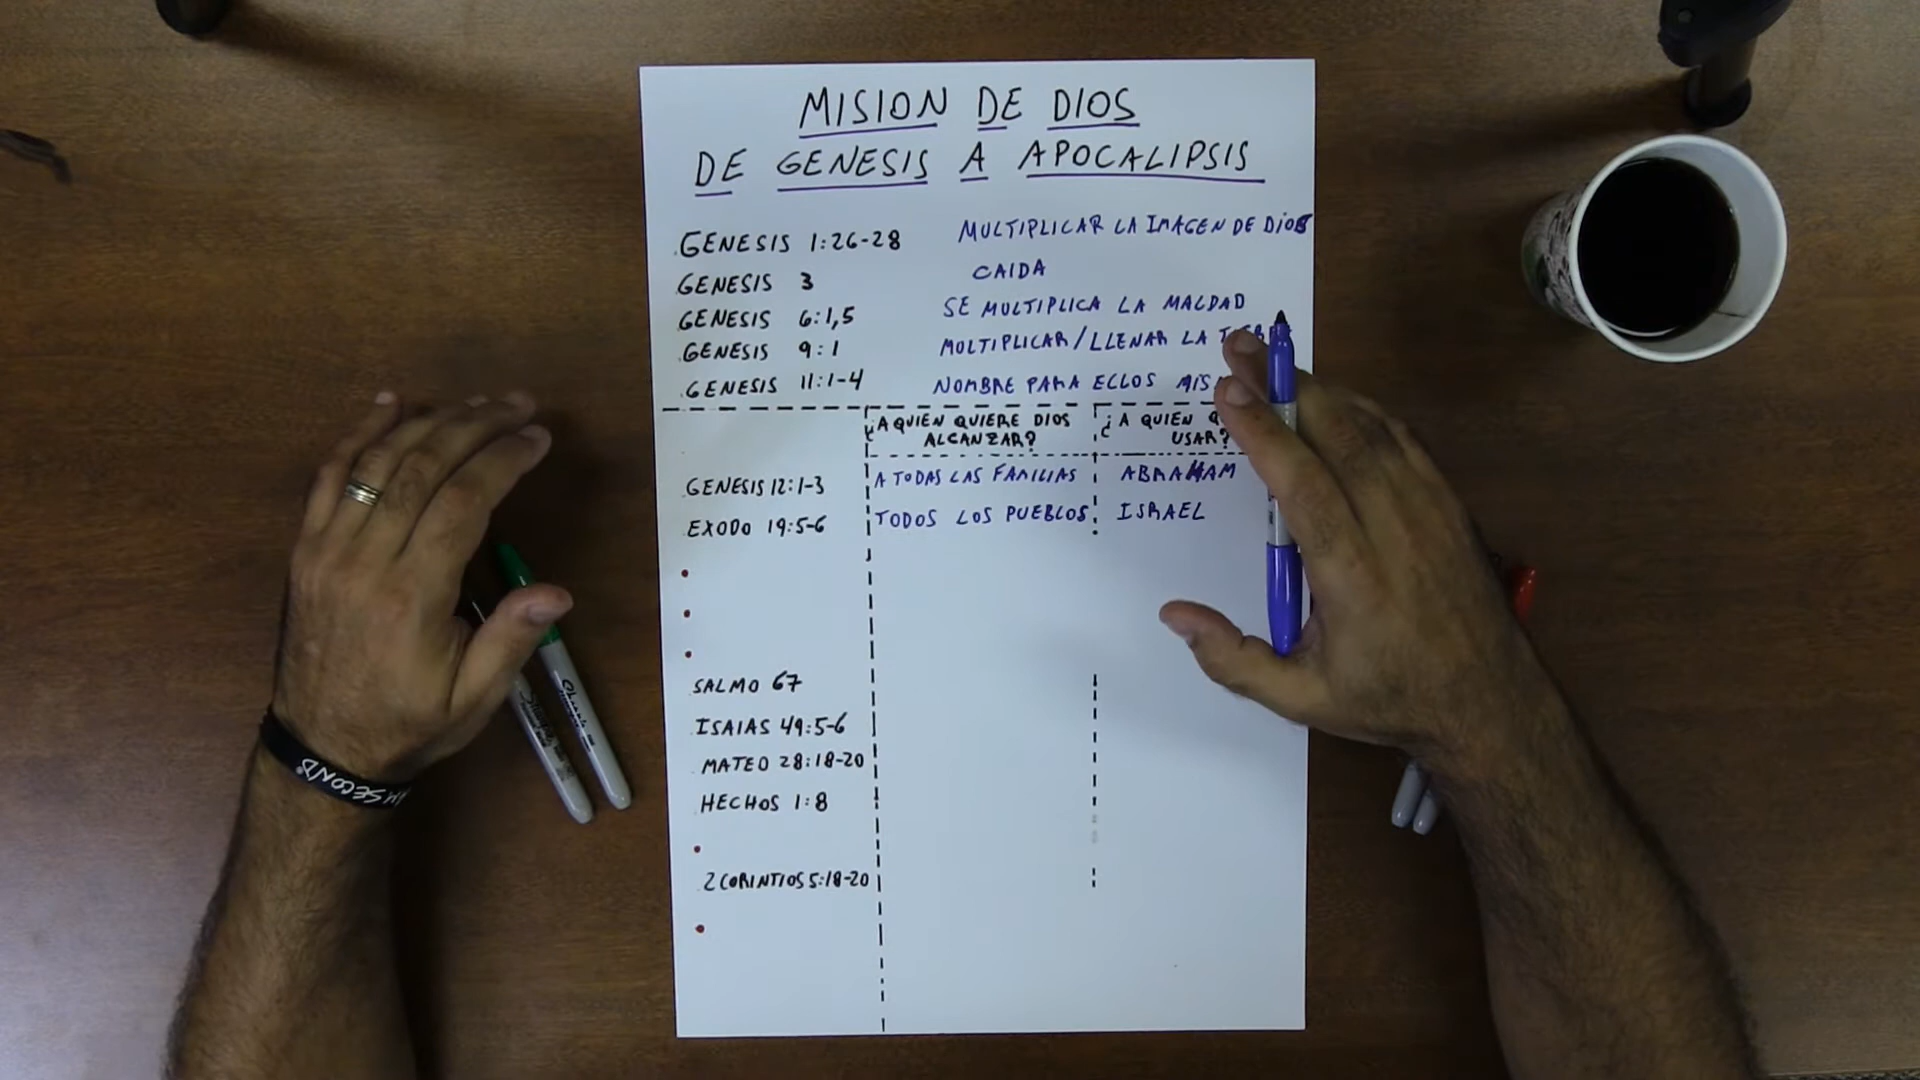 MISION DE DIOS
DE GENESIS A APOCALIPSIS
GENESIS 1:26-28 MULTIPLICAR LA IMAGEN DE DIOS
GENESIS 3 CAIDA
GENESIS 6:1,5 SE MULTIPLICA LA MALDAD
GENESIS 9:1 MULTIPLICAR/LLENAR LA
GENESIS 11:1-4 NOMBRE PARA ELLOS
¿A QUIEN QUIERE DIOS
ALCANZAR?
¿A QUIEN
USAR?
GENESIS 12:1-3 A TODAS LAS FAMILIAS ABRAHAM
EXODO 19:5-6 TODOS LOS PUEBLOS ISRAEL
SALMO 67
ISAIAS 49:5-6
MATEO 28:18-20
HECHOS 1:8
2 CORINTIOS 5:18-20
SECOND